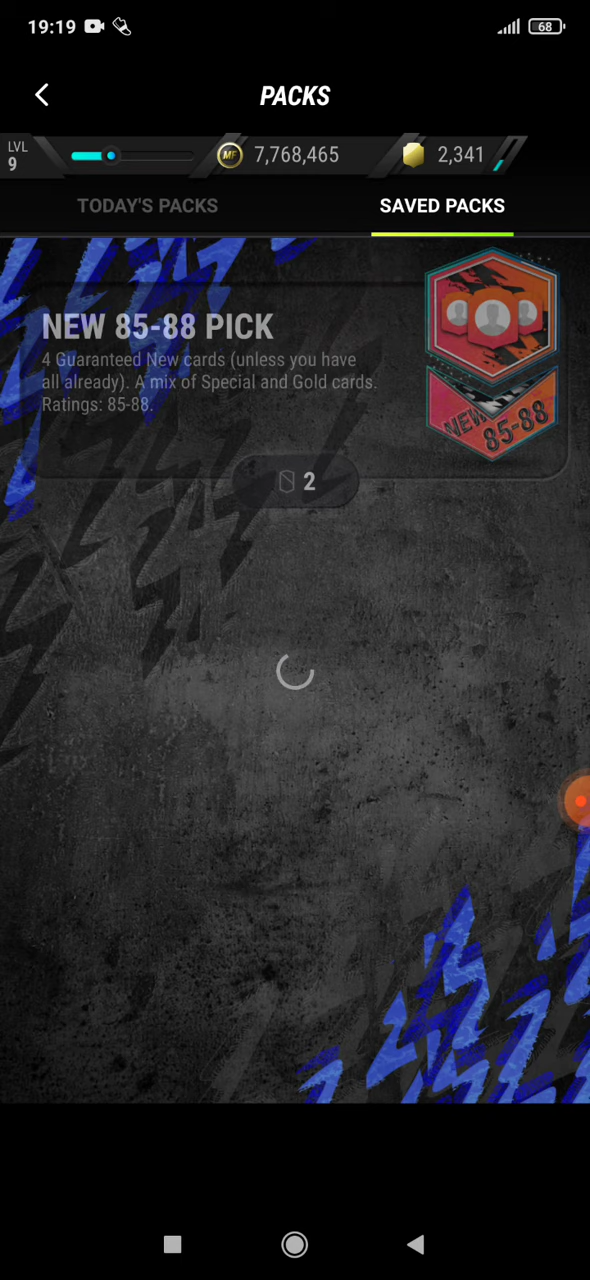 19:19
68
PACKS
LVL
9
MF
7,768,465
2,341
TODAY'S PACKS
SAVED PACKS
NEW 85-88 PICK
4 Guaranteed New cards (unless you have
all already). A mix of Special and Gold cards.
Ratings: 85-88.
NEW
85-88
2